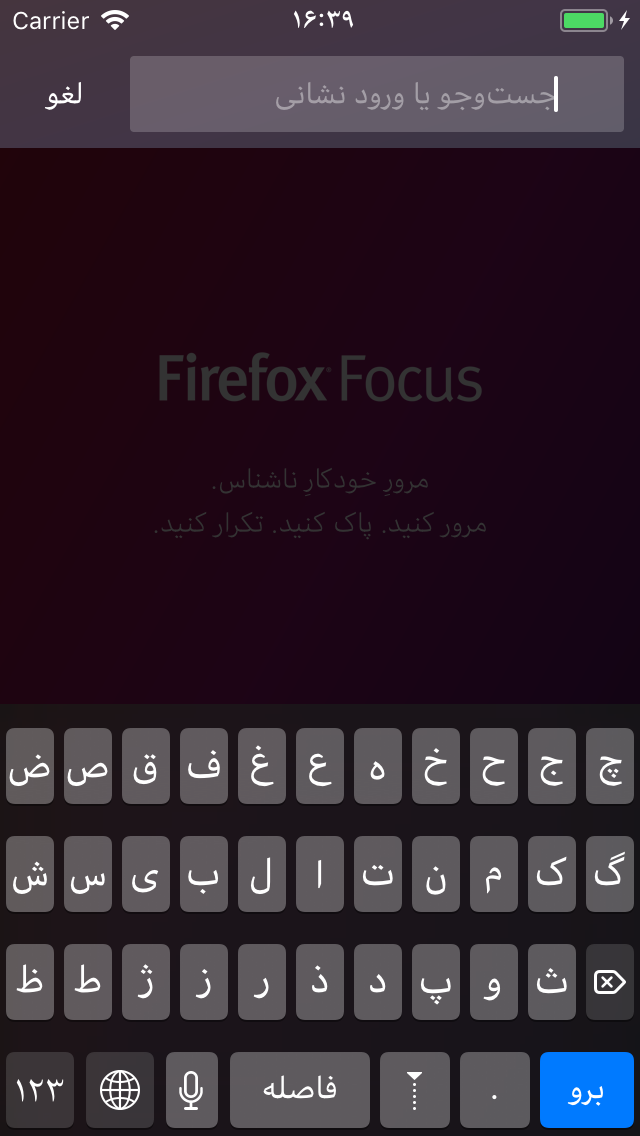 Carrier ۱۶:۳۹
جست‌وجو یا ورود نشانی لغو
Firefox Focus
مرورِ خودکارِ ناشناس.
مرور کنید. پاک کنید. تکرار کنید.
ض ص ق ف غ ع ه خ ح ج چ
ش س ی ب ل ا ت ن م ک گ
ظ ط ژ ز ر ذ د پ و ث
۱۲۳ فاصله . برو